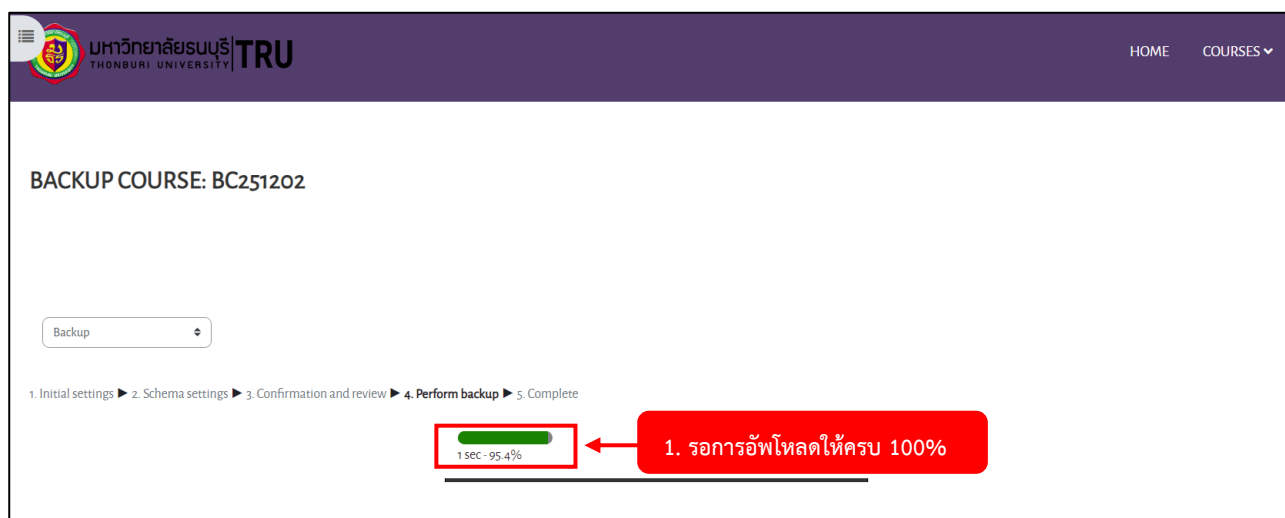 มหาวิทยาลัยธนบุรี TRU
THONBURI UNIVERSITY
HOME COURSES
BACKUP COURSE: BC251202
Backup
1. Initial settings ► 2. Schema settings ► 3. Confirmation and review ► 4. Perform backup ► 5. Complete
1 sec - 95.4%
1. รอการอัพโหลดให้ครบ 100%